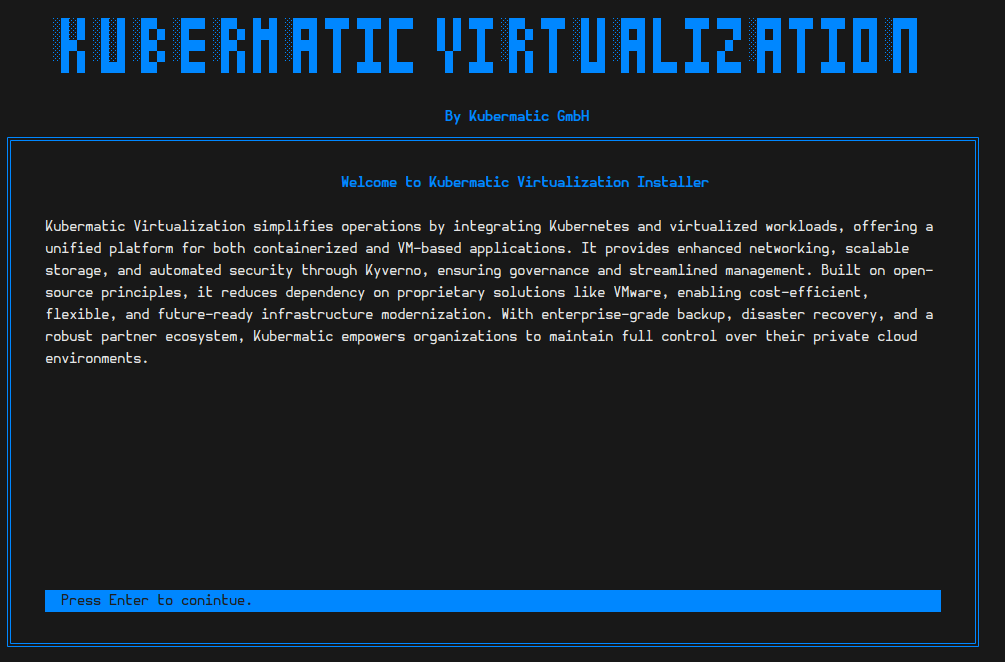 KUBERMATIC VIRTUALIZATION
By Kubermatic GmbH
Welcome to Kubermatic Virtualization Installer
Kubermatic Virtualization simplifies operations by integrating Kubernetes and virtualized workloads, offering a
unified platform for both containerized and VM-based applications. It provides enhanced networking, scalable
storage, and automated security through Kyverno, ensuring governance and streamlined management. Built on open-
source principles, it reduces dependency on proprietary solutions like VMware, enabling cost-efficient,
flexible, and future-ready infrastructure modernization. With enterprise-grade backup, disaster recovery, and a
robust partner ecosystem, Kubermatic empowers organizations to maintain full control over their private cloud
environments.
Press Enter to conintue.